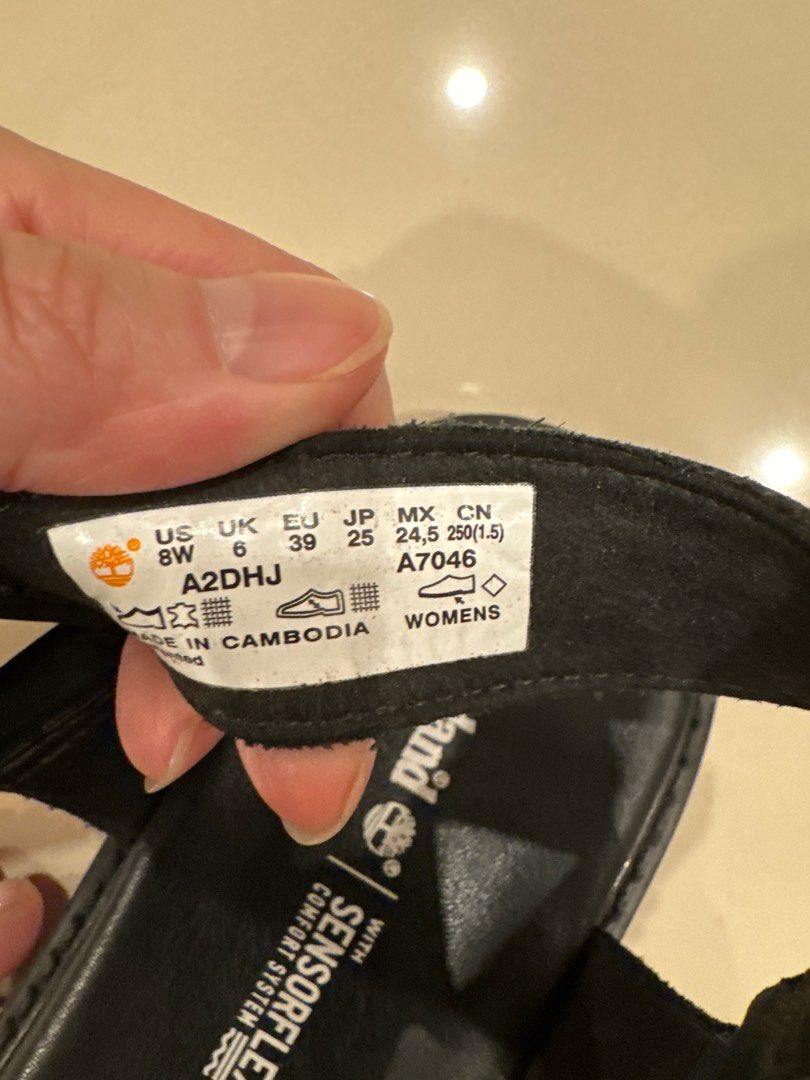 US UK EU JP MX CN
8W 6 39 25 24,5 250(1.5)
A2DHJ A7046
WOMENS
MADE IN CAMBODIA
land
WITH
SENSORFLEX
COMFORT SYSTEM